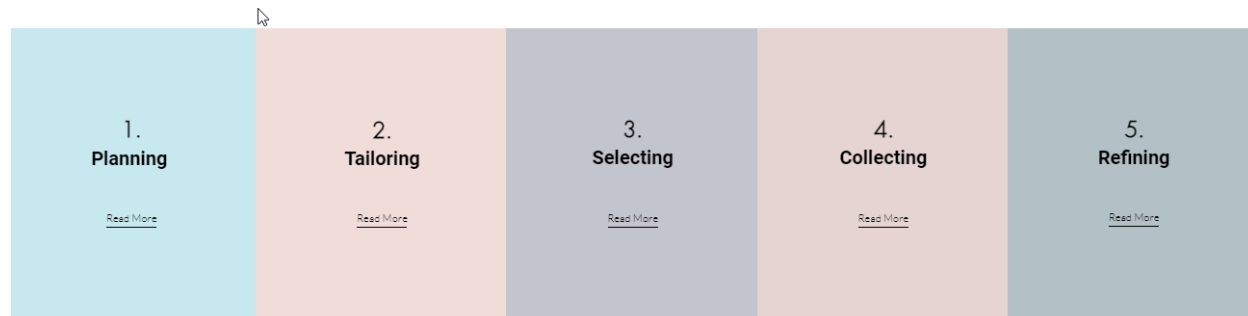 1.
Planning
Read More
2.
Tailoring
Read More
3.
Selecting
Read More
4.
Collecting
Read More
5.
Refining
Read More